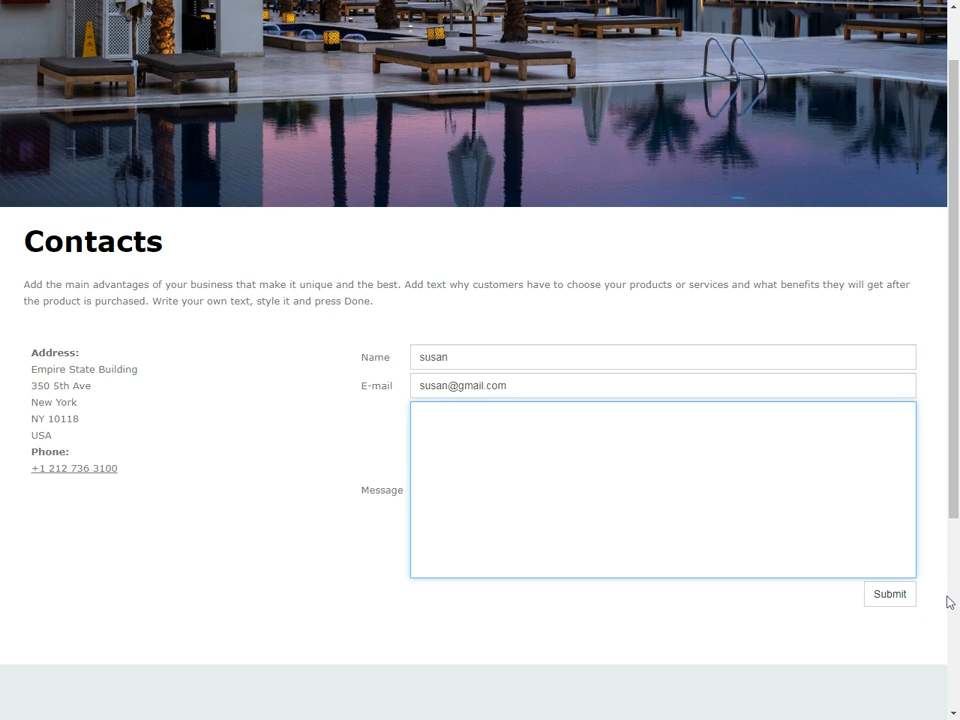 Contacts
Add the main advantages of your business that make it unique and the best. Add text why customers have to choose your products or services and what benefits they will get after
the product is purchased. Write your own text, style it and press Done.
Address:
Empire State Building
350 5th Ave
New York
NY 10118
USA
Phone:
+1 212 736 3100
Name
susan
E-mail
susan@gmail.com
Message
Submit